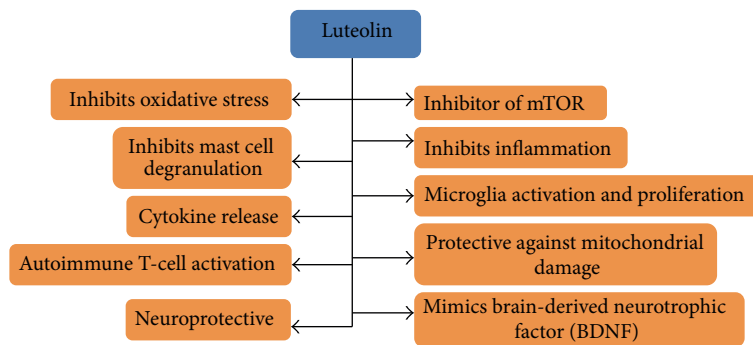 Luteolin
Inhibits oxidative stress
Inhibits mast cell
degranulation
Cytokine release
Autoimmune T-cell activation
Neuroprotective
Inhibitor of mTOR
Inhibits inflammation
Microglia activation and proliferation
Protective against mitochondrial
damage
Mimics brain-derived neurotrophic
factor (BDNF)